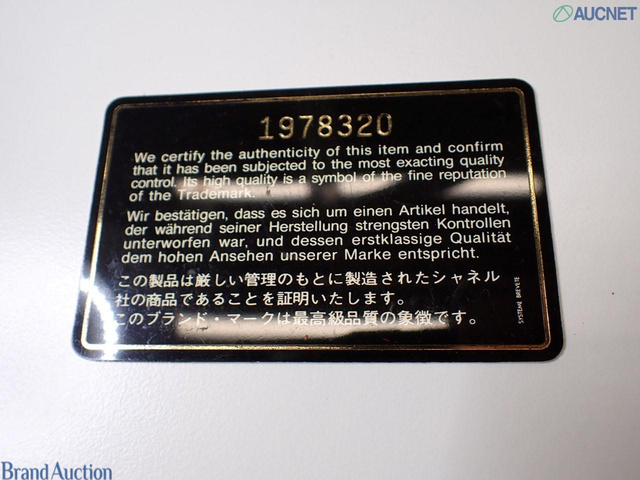 AUCNET
1978320
We certify the authenticity of this item and confirm
that it has been subjected to the most exacting quality
control. Its high quality is a symbol of the fine reputation
of the Trademark.
Wir bestätigen, dass es sich um einen Artikel handelt,
der während seiner Herstellung strengsten Kontrollen
unterworfen war, und dessen erstklassige Qualität
dem hohen Ansehen unserer Marke entspricht.
この製品は厳しい管理のもとに製造されたシャネル
社の商品であることを証明いたします。
このブランド・マークは最高級品質の象徴です。
SYSTEME BREVETE
Brand Auction